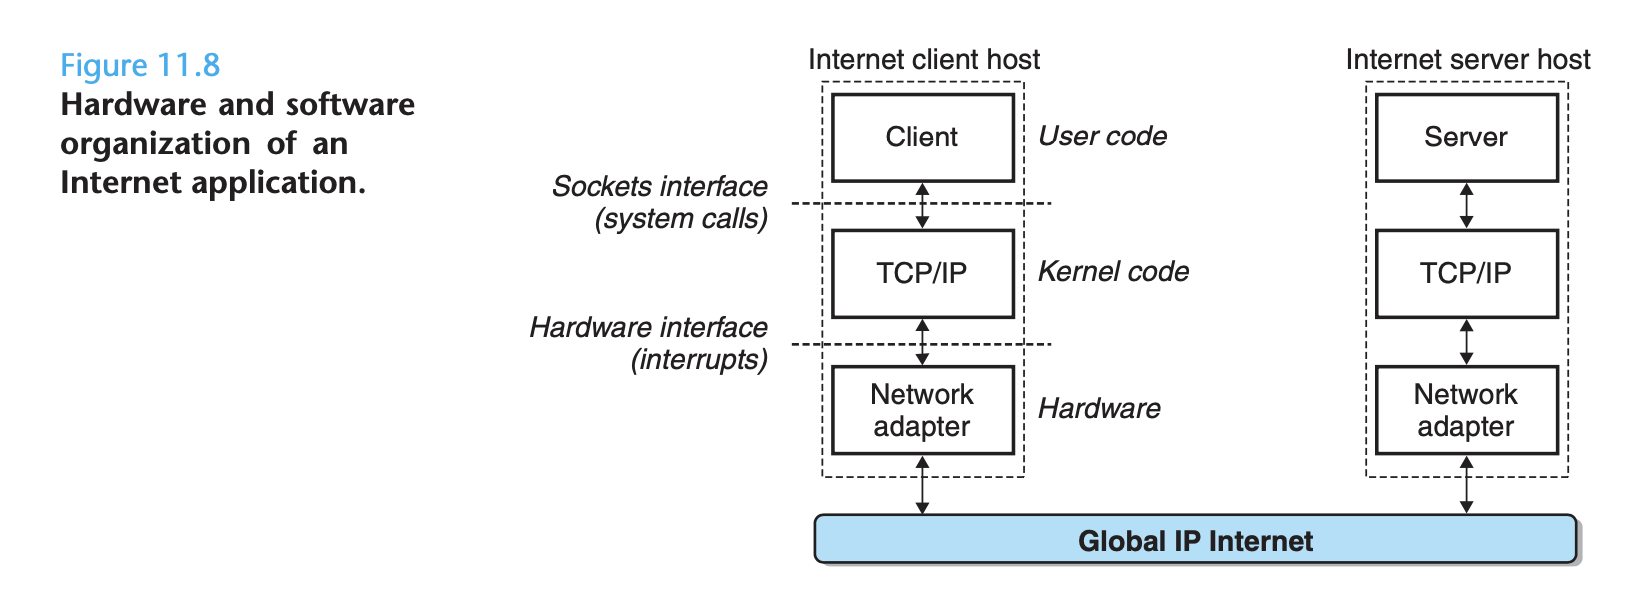 Figure 11.8
Hardware and software
organization of an
Internet application.
Internet client host
Internet server host
Client
User code
Server
Sockets interface
(system calls)
TCP/IP
Kernel code
TCP/IP
Hardware interface
(interrupts)
Network
adapter
Hardware
Network
adapter
Global IP Internet